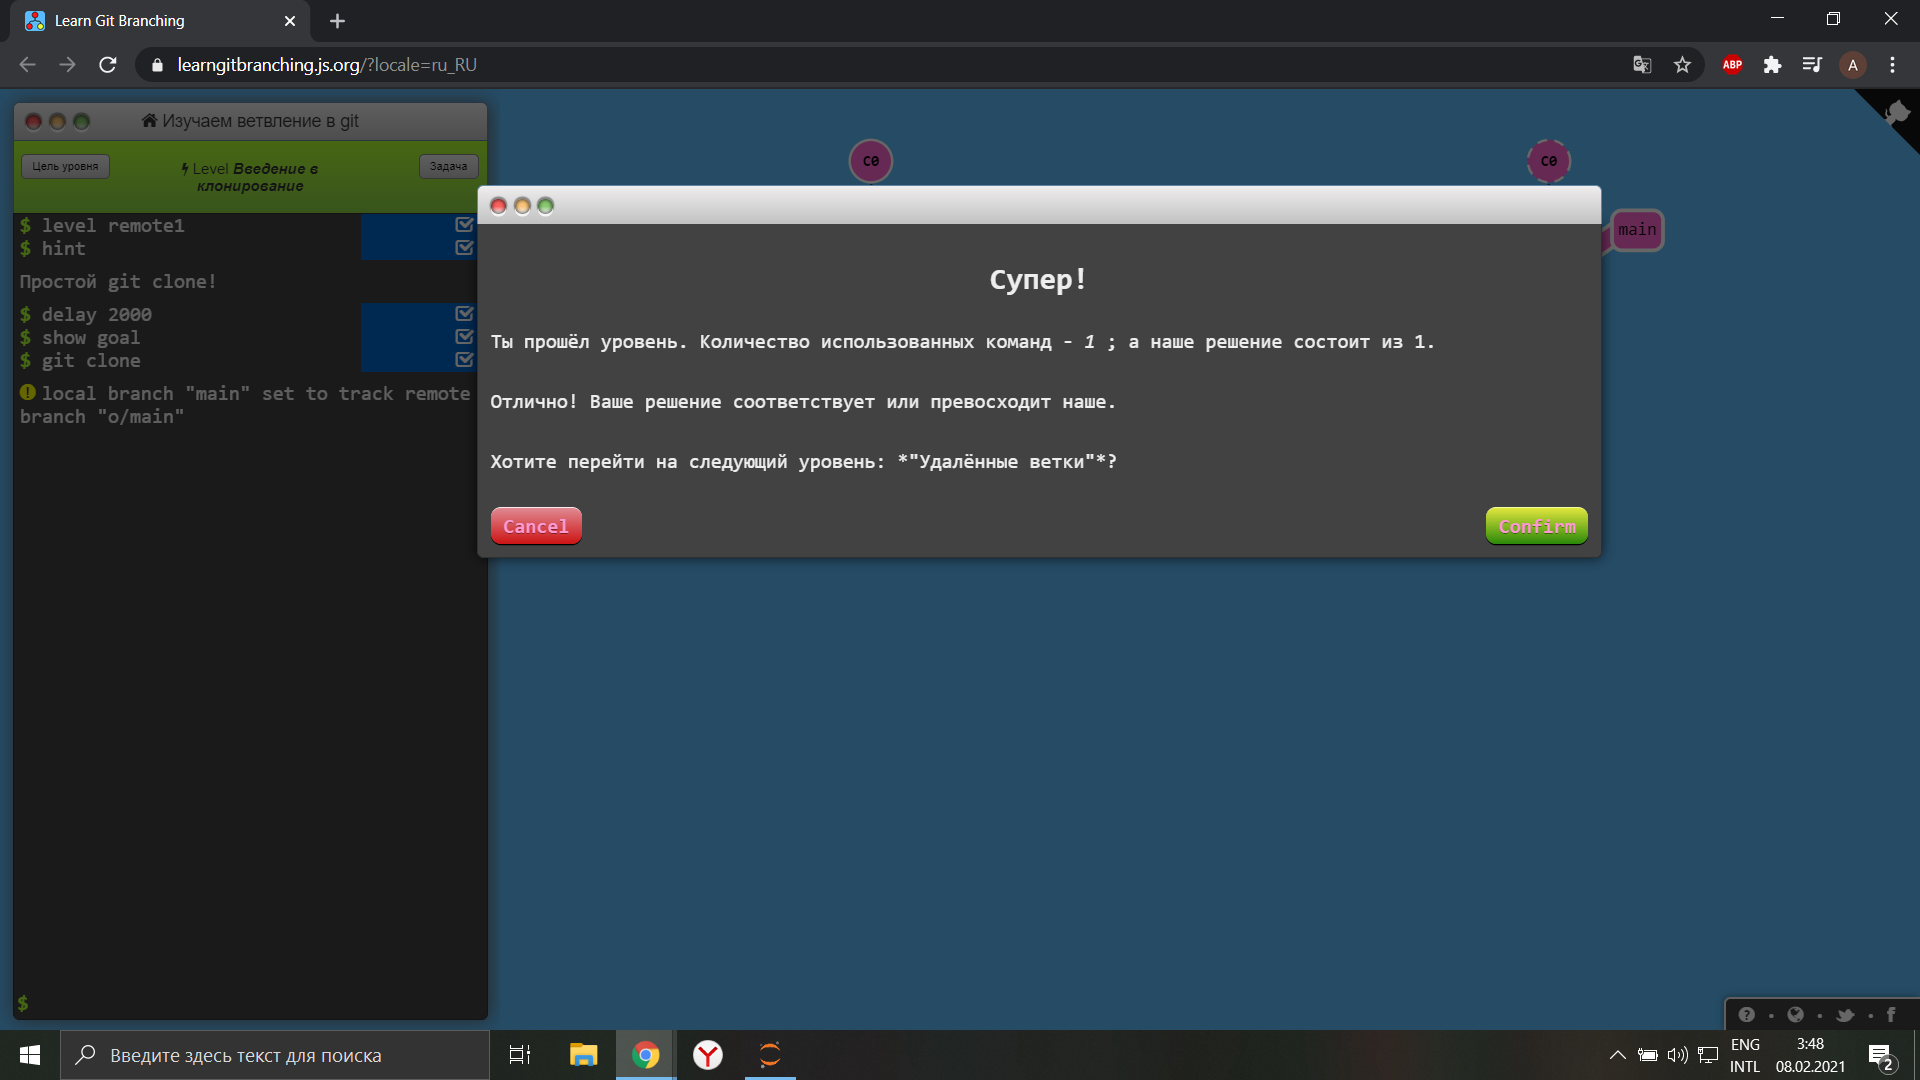 Learn Git Branching
learngitbranching.js.org/?locale=ru_RU
ABP
A
Изучаем ветвление в git
Цель уровня
Level Введение в
клонирование
Задача
$ level remote1
$ hint
Простой git clone!
$ delay 2000
$ show goal
$ git clone
local branch "main" set to track remote
branch "o/main"
$
C0
C0
main
Супер!
Ты прошёл уровень. Количество использованных команд - 1 ; а наше решение состоит из 1.
Отлично! Ваше решение соответствует или превосходит наше.
Хотите перейти на следующий уровень: *"Удалённые ветки"*?
Cancel
Confirm
Введите здесь текст для поиска
ENG
INTL
3:48
08.02.2021
2